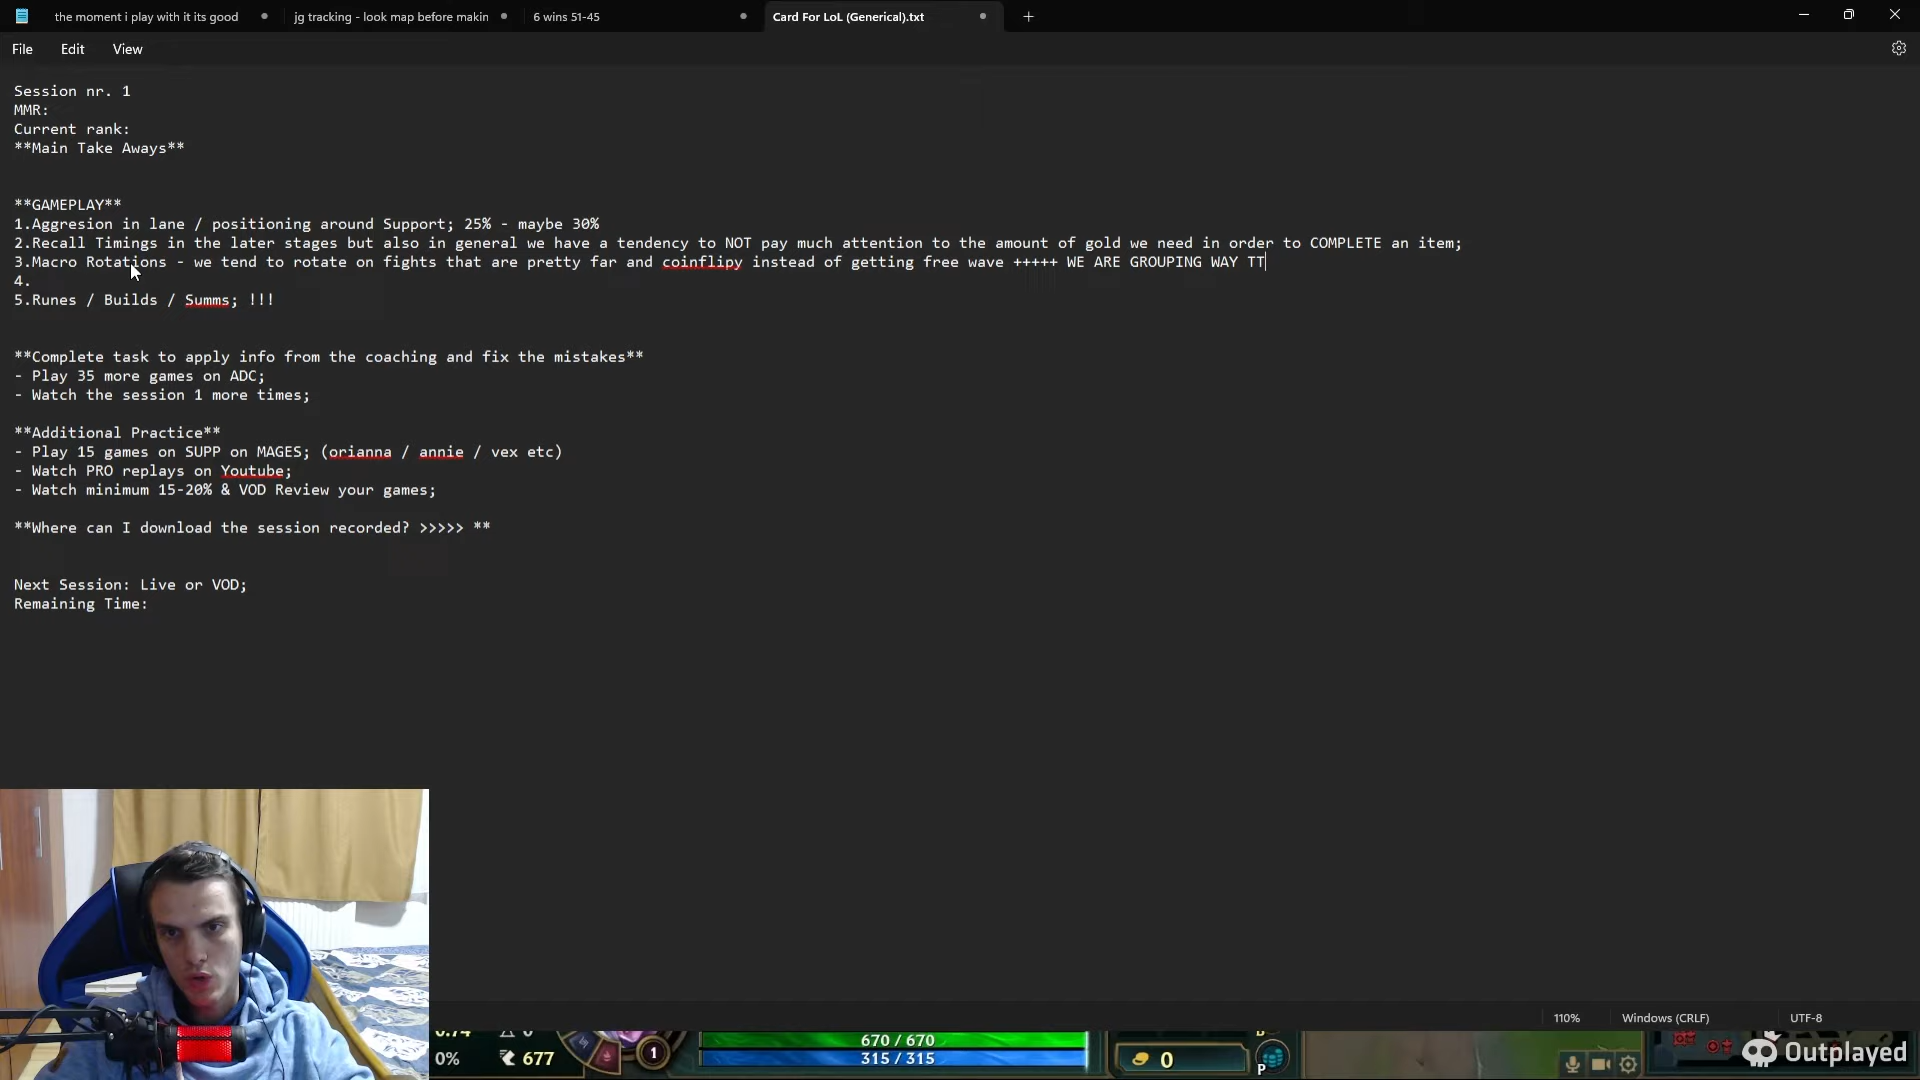 the moment i play with it its good
jg tracking - look map before makin
6 wins 51-45
Card For LoL (Generical).txt
File
Edit
View
Session nr. 1
MMR:
Current rank:
**Main Take Aways**
**GAMEPLAY**
1.Aggresion in lane / positioning around Support; 25% - maybe 30%
2.Recall Timings in the later stages but also in general we have a tendency to NOT pay much attention to the amount of gold we need in order to COMPLETE an item;
3.Macro Rotations - we tend to rotate on fights that are pretty far and coinflipy instead of getting free wave +++++ WE ARE GROUPING WAY TT
4.
5.Runes / Builds / Summs; !!!
**Complete task to apply info from the coaching and fix the mistakes**
- Play 35 more games on ADC;
- Watch the session 1 more times;
**Additional Practice**
- Play 15 games on SUPP on MAGES; (orianna / annie / vex etc)
- Watch PRO replays on Youtube;
- Watch minimum 15-20% & VOD Review your games;
**Where can I download the session recorded? >>>>> **
Next Session: Live or VOD;
Remaining Time:
110%
Windows (CRLF)
UTF-8
0%
677
1
670 / 670
315 / 315
0
P
Outplayed